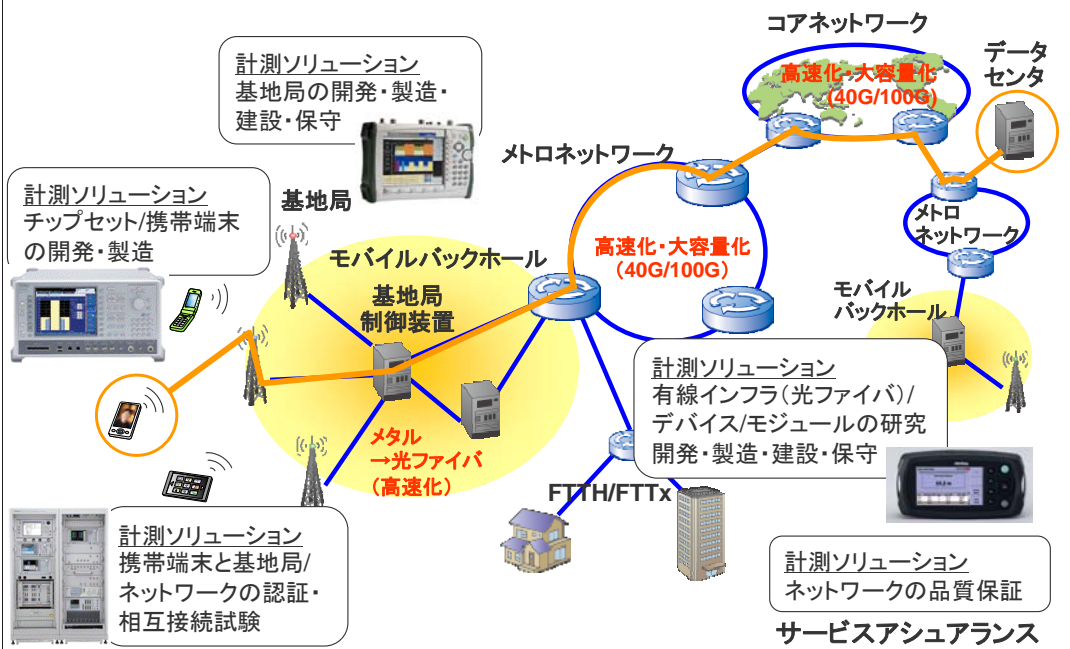 コアネットワーク
高速化・大容量化
(40G/100G)
データ
センタ
計測ソリューション
基地局の開発・製造・
建設・保守
メトロネットワーク
計測ソリューション
チップセット/携帯端末
の開発・製造
基地局
高速化・大容量化
（40G/100G）
メトロ
ネットワーク
モバイルバックホール
基地局
制御装置
モバイル
バックホール
計測ソリューション
有線インフラ（光ファイバ）/
デバイス/モジュールの研究
開発・製造・建設・保守
メタル
→光ファイバ
（高速化）
FTTH/FTTx
計測ソリューション
携帯端末と基地局/
ネットワークの認証・
相互接続試験
計測ソリューション
ネットワークの品質保証
サービスアシュアランス